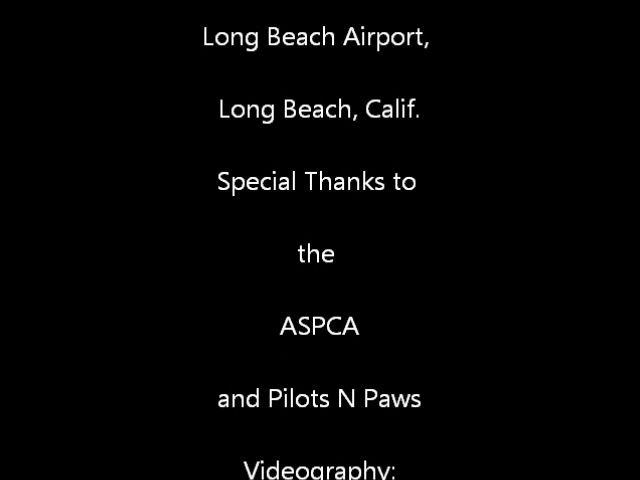 Long Beach Airport,
Long Beach, Calif.
Special Thanks to
the
ASPCA
and Pilots N Paws
Videography: